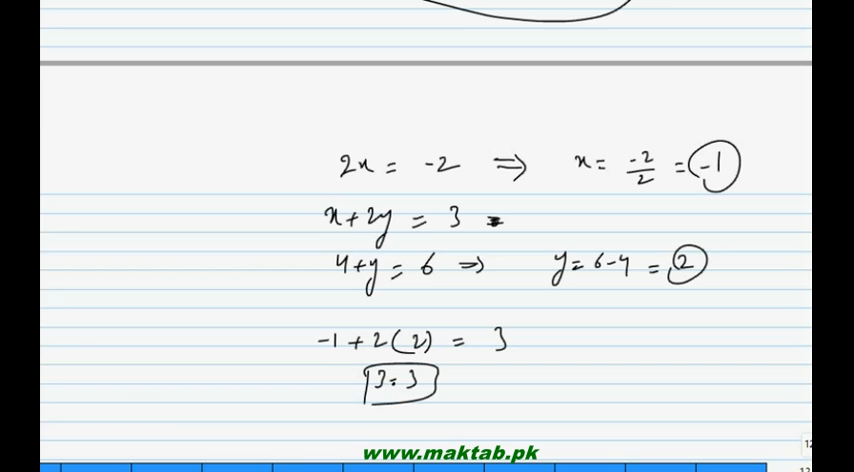 2x = -2 ⇒ x = -2/2 = -1
x + 2y = 3
4 + y = 6 ⇒ y = 6 - 4 = 2
-1 + 2(2) = 3
3 = 3
www.maktab.pk